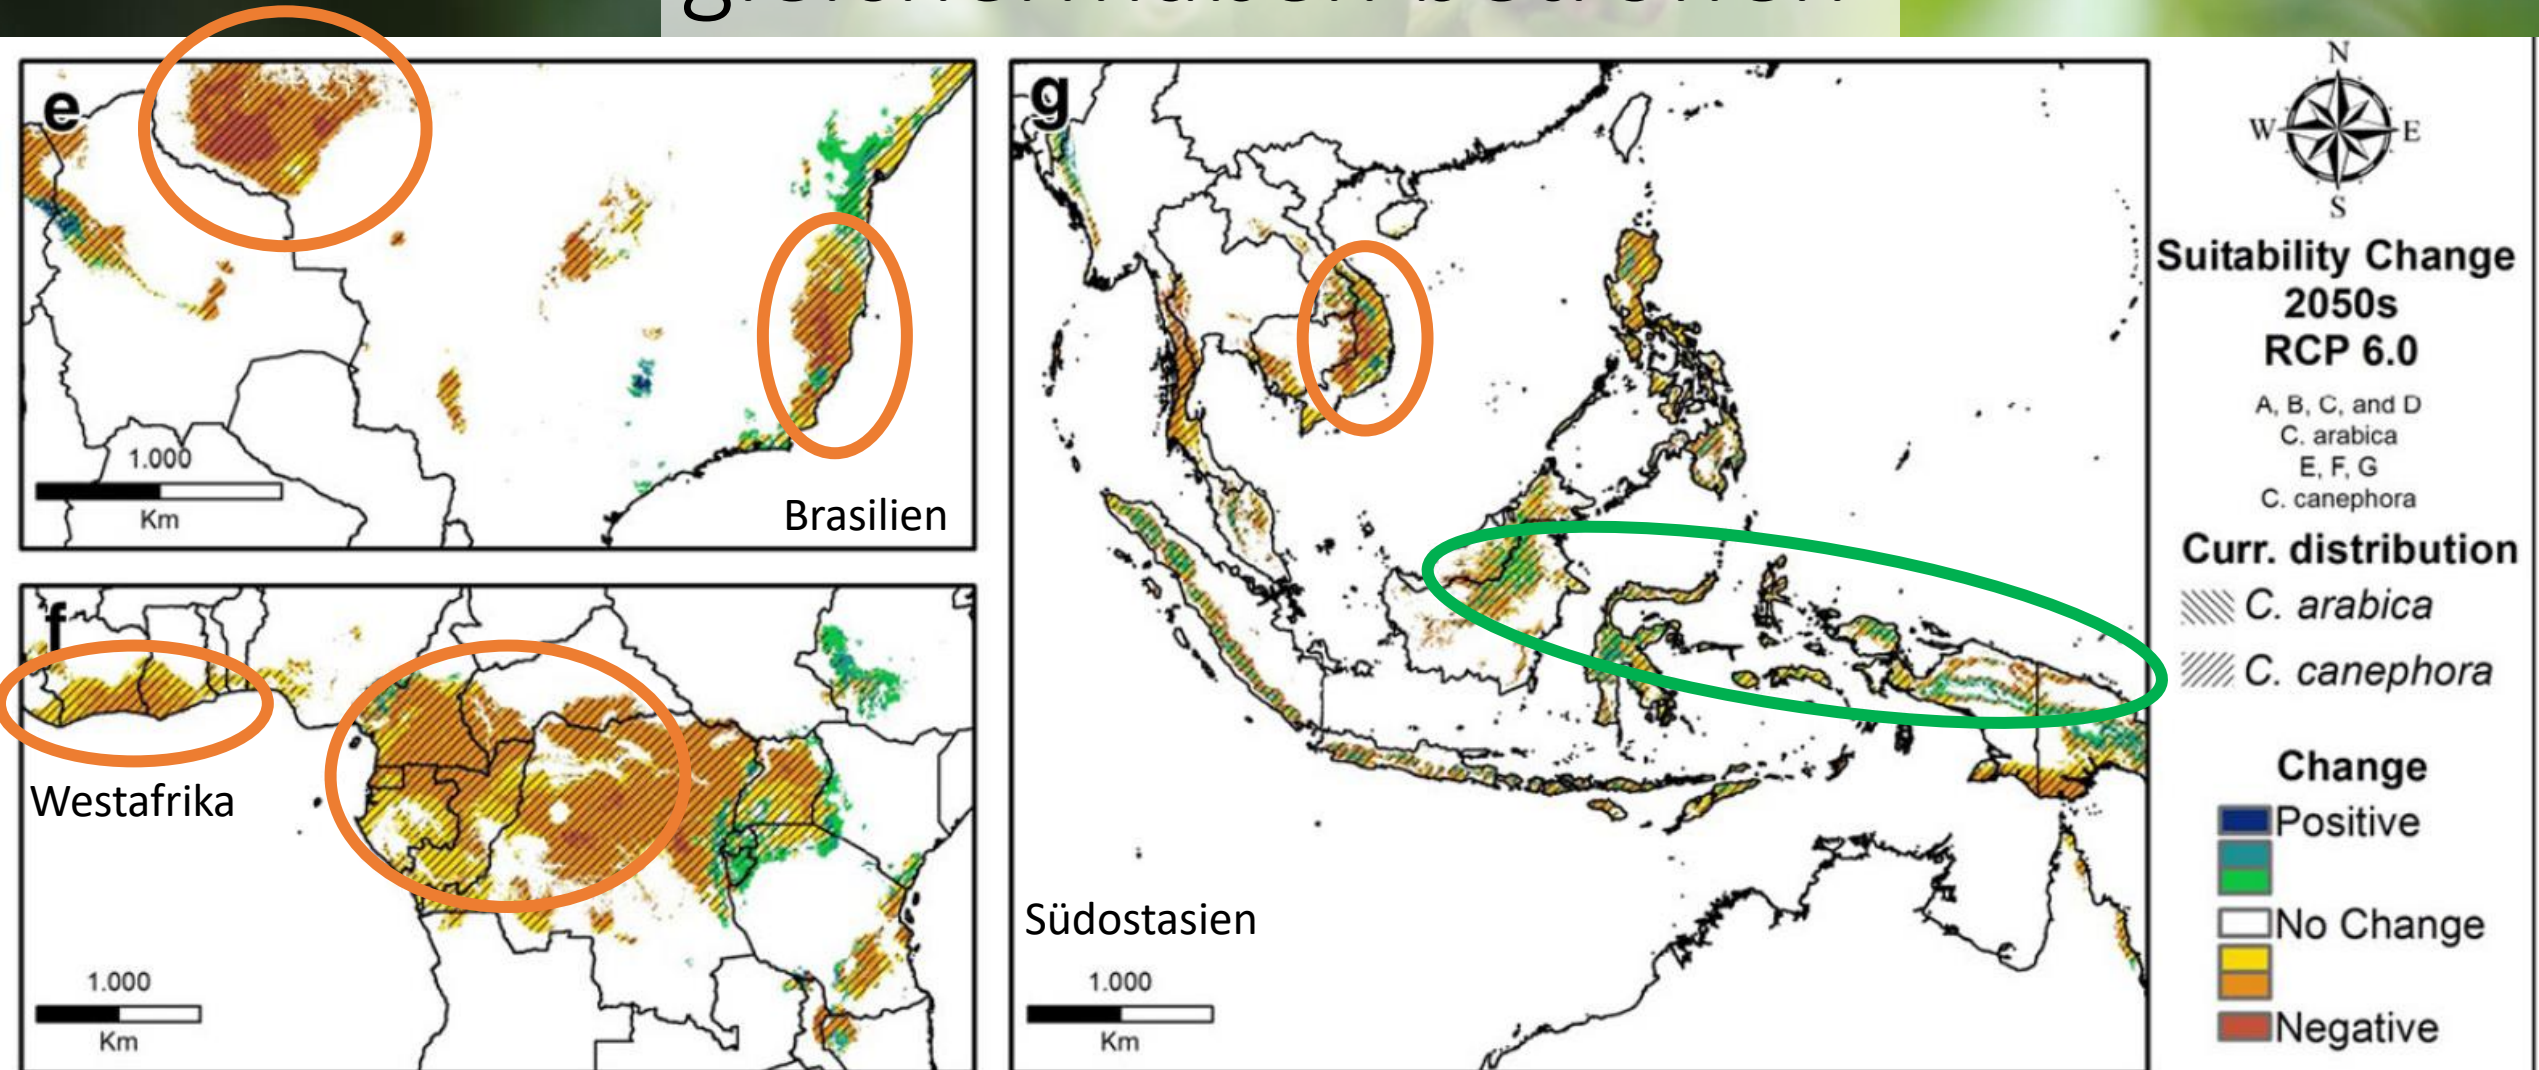 e
1.000
Km
Brasilien
f
Westafrika
1.000
Km
g
Südostasien
1.000
Km
N
W E
S
Suitability Change
2050s
RCP 6.0
A, B, C, and D
C. arabica
E, F, G
C. canephora
Curr. distribution
C. arabica
C. canephora
Change
Positive
No Change
Negative